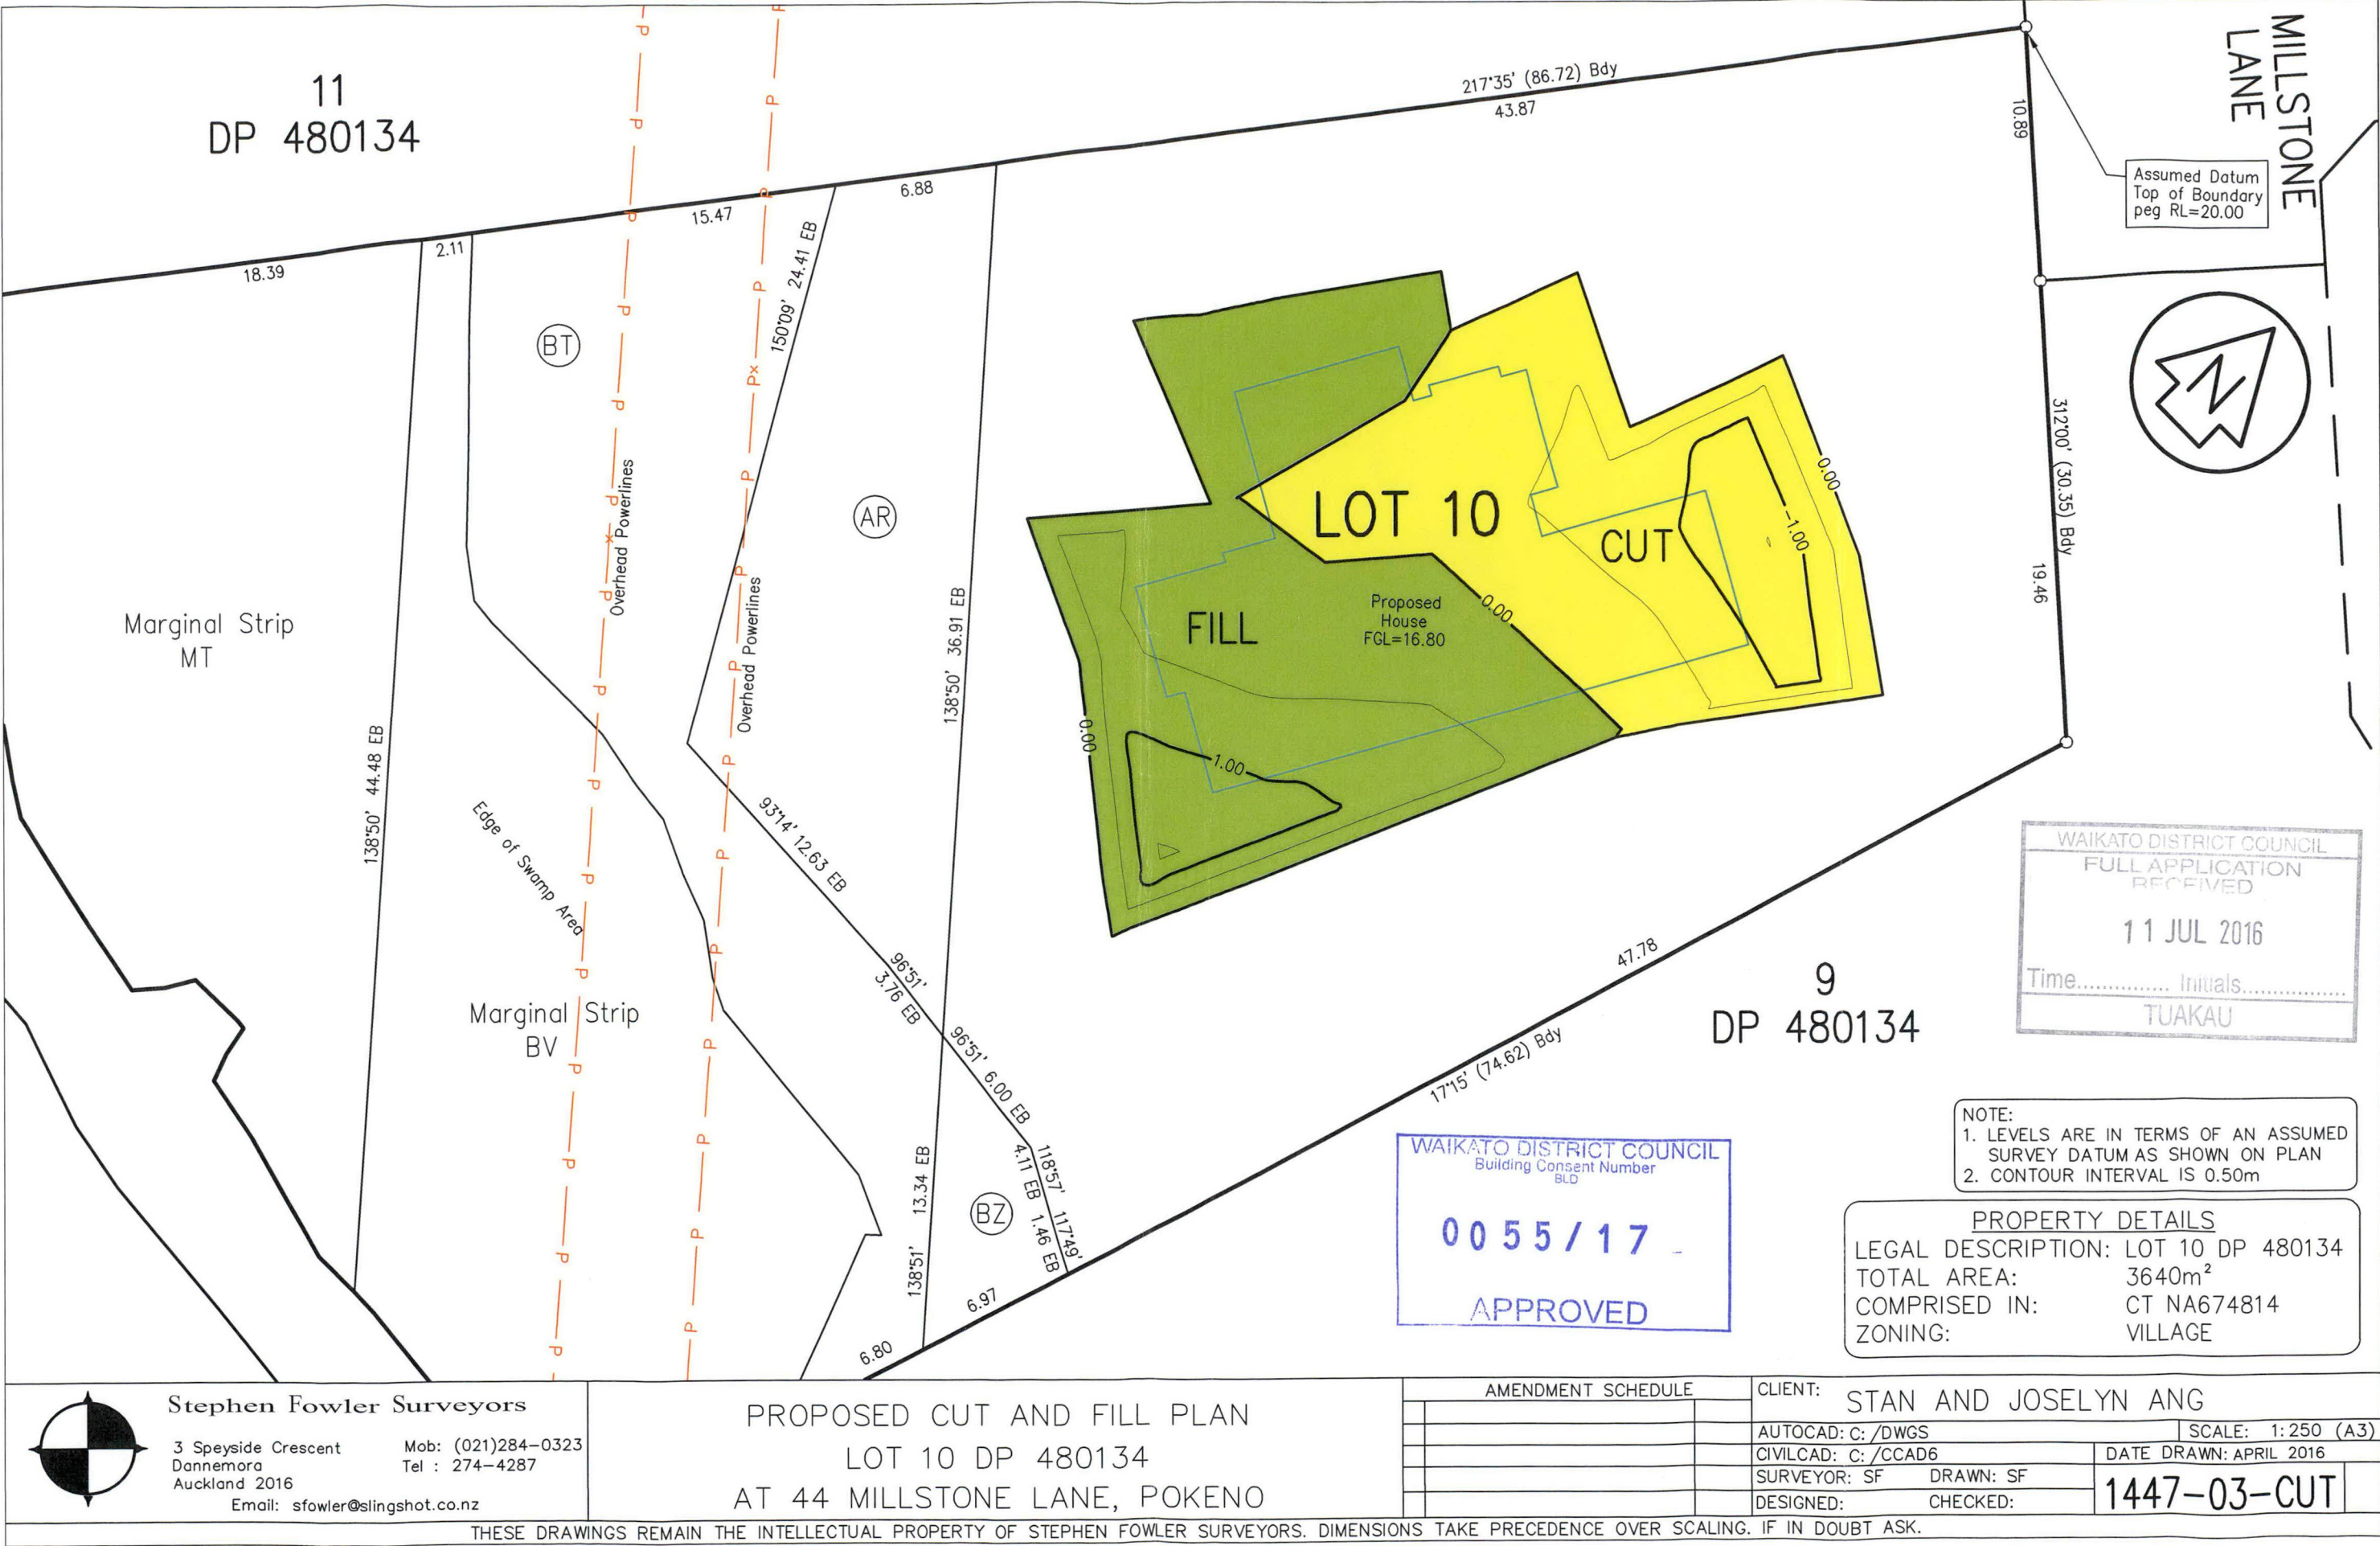 11
DP 480134
217°35' (86.72) Bdy
43.87
6.88
15.47
2.11
18.39
10.89
MILLSTONE
LANE
Assumed Datum
Top of Boundary
peg RL=20.00
N
312°00' (30.35) Bdy
19.46
BT
150°09' 24.41 EB
Overhead Powerlines
Overhead Powerlines
AR
138°50' 36.91 EB
LOT 10
CUT
FILL
Proposed
House
FGL=16.80
0.00
0.00
0.00
-1.00
1.00
Marginal Strip
MT
138°50' 44.48 EB
Edge of Swamp Area
Marginal Strip
BV
93°14' 12.63 EB
96°51'
3.76 EB
96°51' 6.00 EB
118°57'
4.11 EB
117°49'
1.46 EB
138°51' 13.34 EB
BZ
6.97
6.80
47.78
17°15' (74.62) Bdy
9
DP 480134
WAIKATO DISTRICT COUNCIL
FULL APPLICATION
RECEIVED
11 JUL 2016
Time............... Initials................
TUAKAU
WAIKATO DISTRICT COUNCIL
Building Consent Number
BLD
0055/17
APPROVED
NOTE:
1. LEVELS ARE IN TERMS OF AN ASSUMED
SURVEY DATUM AS SHOWN ON PLAN
2. CONTOUR INTERVAL IS 0.50m
PROPERTY DETAILS
LEGAL DESCRIPTION: LOT 10 DP 480134
TOTAL AREA: 3640m²
COMPRISED IN: CT NA674814
ZONING: VILLAGE
Stephen Fowler Surveyors
3 Speyside Crescent
Dannemora
Auckland 2016
Mob: (021)284-0323
Tel : 274-4287
Email: sfowler@slingshot.co.nz
PROPOSED CUT AND FILL PLAN
LOT 10 DP 480134
AT 44 MILLSTONE LANE, POKENO
AMENDMENT SCHEDULE
CLIENT: STAN AND JOSELYN ANG
AUTOCAD: C:/DWGS
SCALE: 1:250 (A3)
CIVILCAD: C:/CCAD6
DATE DRAWN: APRIL 2016
SURVEYOR: SF DRAWN: SF
DESIGNED: CHECKED:
1447-03-CUT
THESE DRAWINGS REMAIN THE INTELLECTUAL PROPERTY OF STEPHEN FOWLER SURVEYORS. DIMENSIONS TAKE PRECEDENCE OVER SCALING. IF IN DOUBT ASK.